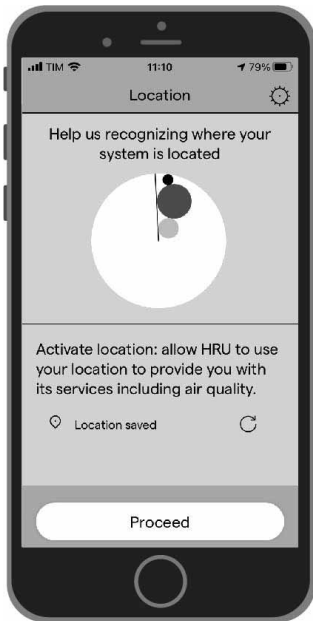 TIM 11:10 79%
Location
Help us recognizing where your
system is located
Activate location: allow HRU to use
your location to provide you with
its services including air quality.
Location saved
Proceed